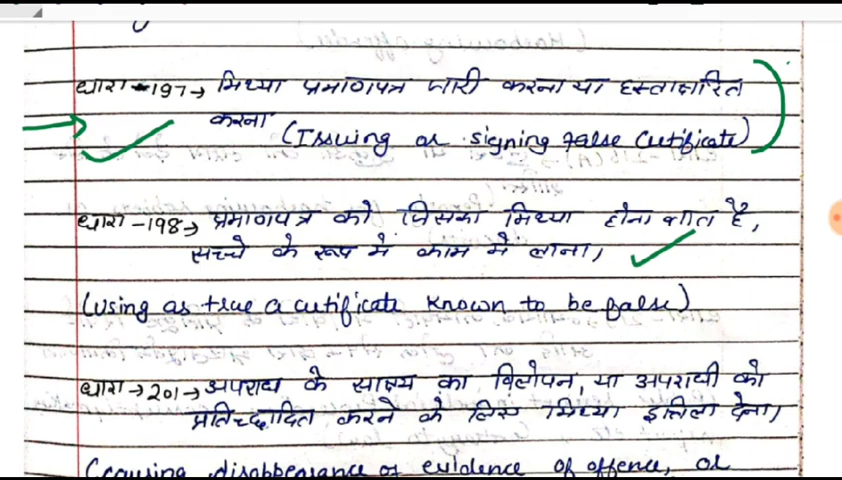 धारा-197→ मिथ्या प्रमाणपत्र जारी करना या हस्ताक्षरित
करना (Issuing or signing false certificate)
धारा-198→ प्रमाणपत्र को जिसका मिथ्या होना ज्ञात है,
सच्चे के रूप में काम में लाना,
(using as true a certificate known to be false)
धारा→201→ अपराध के साक्ष्य का विलोपन, या अपराधी को
प्रतिच्छादित करने के लिए मिथ्या इत्तिला देना,
(causing disappearance of evidence of offence, or